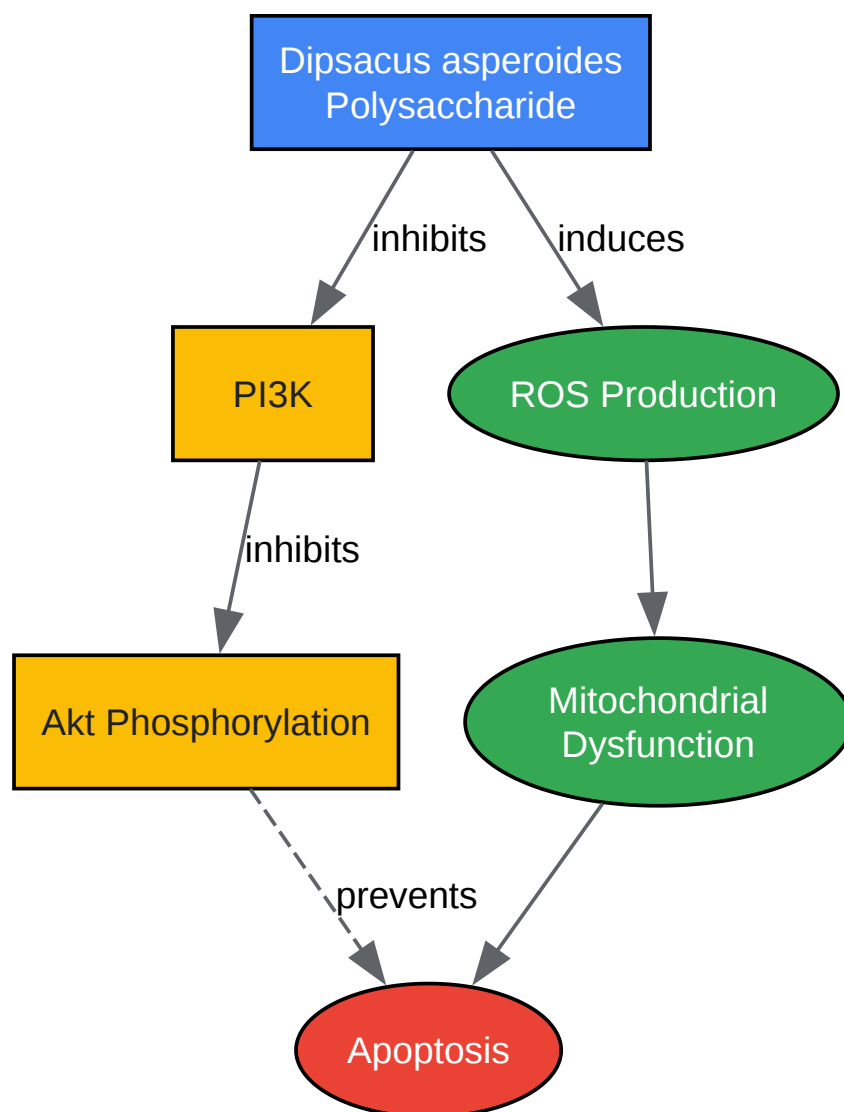 Dipsacus asperoides
Polysaccharide
inhibits
induces
PI3K
ROS Production
inhibits
Akt Phosphorylation
Mitochondrial
Dysfunction
prevents
Apoptosis